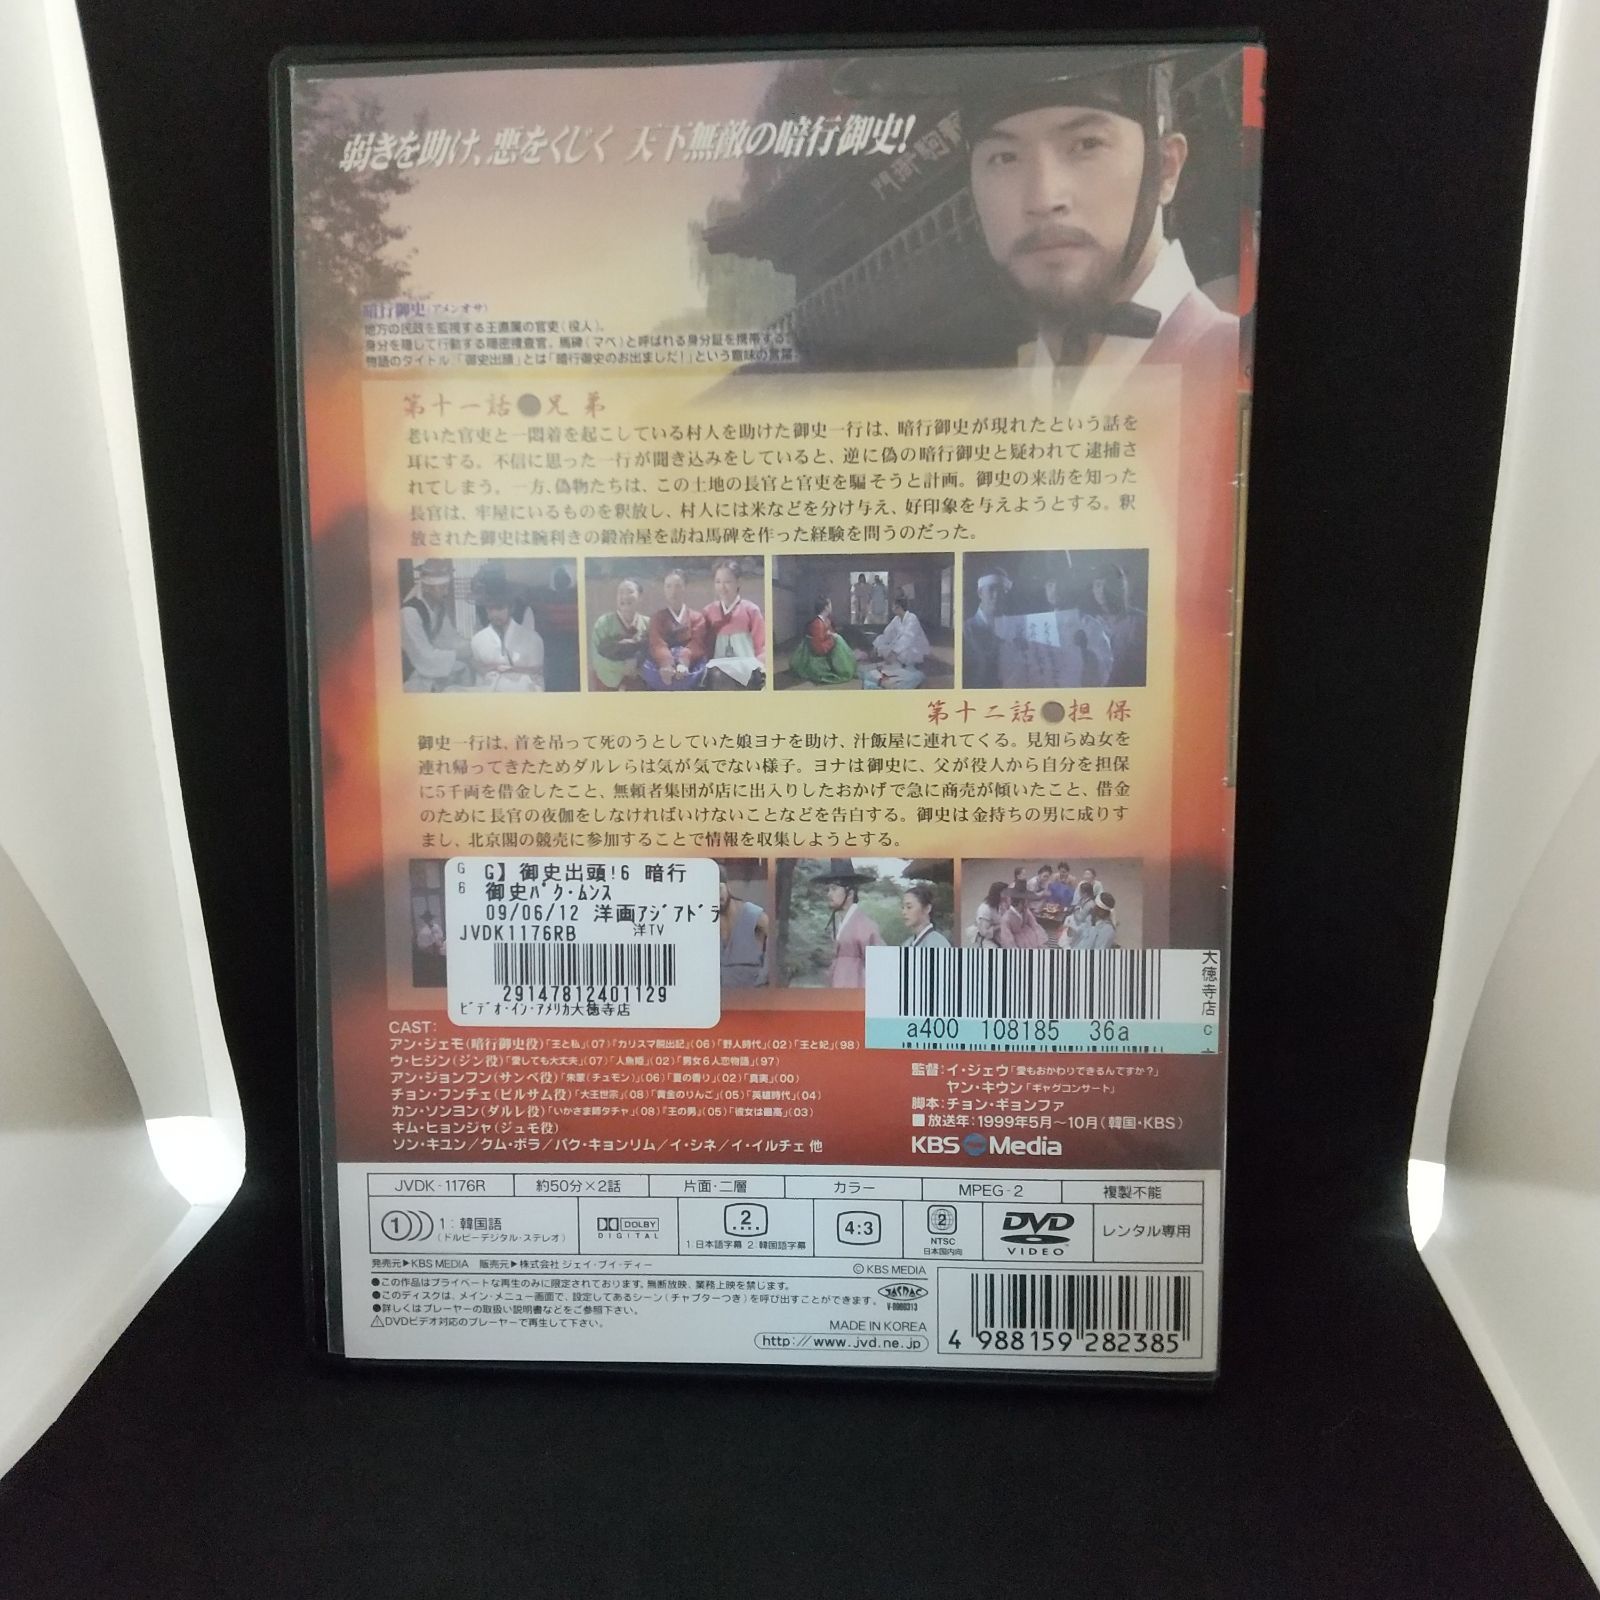 弱きを助け、悪をくじく 天下無敵の暗行御史!
暗行御史(アメンオサ)
地方の民政を監視する王直属の官吏(役人)。
身分を隠して行動する隠密捜査官。馬碑(マペ)と呼ばれる身分証を携帯する。
物語のタイトル「御史出頭」とは「暗行御史のお出ましだ!」という意味の言葉。
第十一話●兄弟
老いた官吏と一悶着を起こしている村人を助けた御史一行は、暗行御史が現れたという話を
耳にする。不信に思った一行が聞き込みをしていると、逆に偽の暗行御史と疑われて逮捕さ
れてしまう。一方、偽物たちは、この土地の長官と官吏を騙そうと計画。御史の来訪を知った
長官は、牢屋にいるものを釈放し、村人には米などを分け与え、好印象を与えようとする。釈
放された御史は腕利きの鍛冶屋を訪ね馬碑を作った経験を問うのだった。
第十二話●担保
御史一行は、首を吊って死のうとしていた娘ヨナを助け、汁飯屋に連れてくる。見知らぬ女を
連れ帰ってきたためダルレらは気が気でない様子。ヨナは御史に、父が役人から自分を担保
に5千両を借金したこと、無頼者集団が店に出入りしたおかげで急に商売が傾いたこと、借金
のために長官の夜伽をしなければいけないことなどを告白する。御史は金持ちの男に成りす
まし、北京閣の競売に参加することで情報を収集しようとする。
G
6
G】御史出頭!6 暗行
御史パク・ムンス
09/06/12 洋画アジアドラ
JVDK1176RB 洋TV
29147812401129
ビデオ・イン・アメリカ大徳寺店
大徳寺店
a400 108185 36a
CAST:
アン・ジェモ(暗行御史役)「王と私」(07)『カリスマ脱出記』(06)「野人時代」(02)「王と妃」(98)
ウ・ヒジン(ジン役)「愛しても大丈夫」(07)「人魚姫」(02)「男女6人恋物語」(97)
アン・ジョンフン(サンペ役)「朱蒙(チュモン)」(06)「夏の香り」(02)「真実」(00)
チョン・フンチェ(ピルサム役)「大王世宗」(08)「黄金のりんご」(05)「英雄時代」(04)
カン・ソンヨン(ダルレ役)「いかさま師タチャ」(08)『王の男』(05)「彼女は最高」(03)
キム・ヒョンジャ(ジュモ役)
ソン・キユン/クム・ボラ/パク・キョンリム/イ・シネ/イ・イルチェ 他
監督:イ・ジェウ「愛もおかわりできるんですか?」
ヤン・キウン「ギャグコンサート」
脚本:チョン・ギョンファ
■放送年:1999年5月〜10月(韓国・KBS)
KBS Media
JVDK-1176R 約50分×2話 片面・二層 カラー MPEG-2 複製不能
1 1:韓国語
(ドルビーデジタル・ステレオ)
DOLBY
DIGITAL
2
1:日本語字幕 2:韓国語字幕
4:3
2
NTSC
日本国内向
DVD
VIDEO
レンタル専用
発売元▶KBS MEDIA 販売元▶株式会社 ジェイ・ブイ・ディー
©KBS MEDIA
●この作品はプライベートな再生のみに限定されております。無断放映、業務上映を禁じます。
●このディスクは、メイン・メニュー画面で、設定してあるシーン(チャプターつき)を呼び出すことができます。
●詳しくはプレーヤーの取扱い説明書などをご参照下さい。
⚠DVDビデオ対応のプレーヤーで再生して下さい。
JASRAC
MADE IN KOREA
http://www.jvd.ne.jp
4 988159 282385